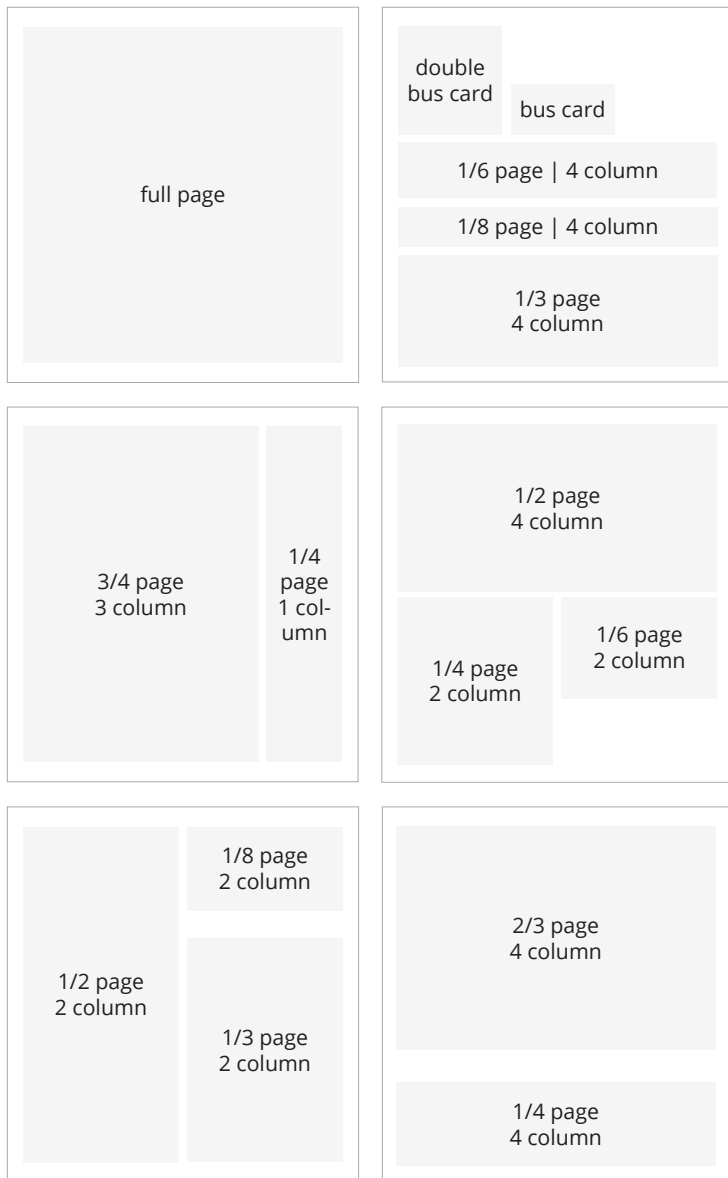 full page
double
bus card
bus card
1/6 page | 4 column
1/8 page | 4 column
1/3 page
4 column
3/4 page
3 column
1/4
page
1 col-
umn
1/2 page
4 column
1/4 page
2 column
1/6 page
2 column
1/2 page
2 column
1/8 page
2 column
1/3 page
2 column
2/3 page
4 column
1/4 page
4 column